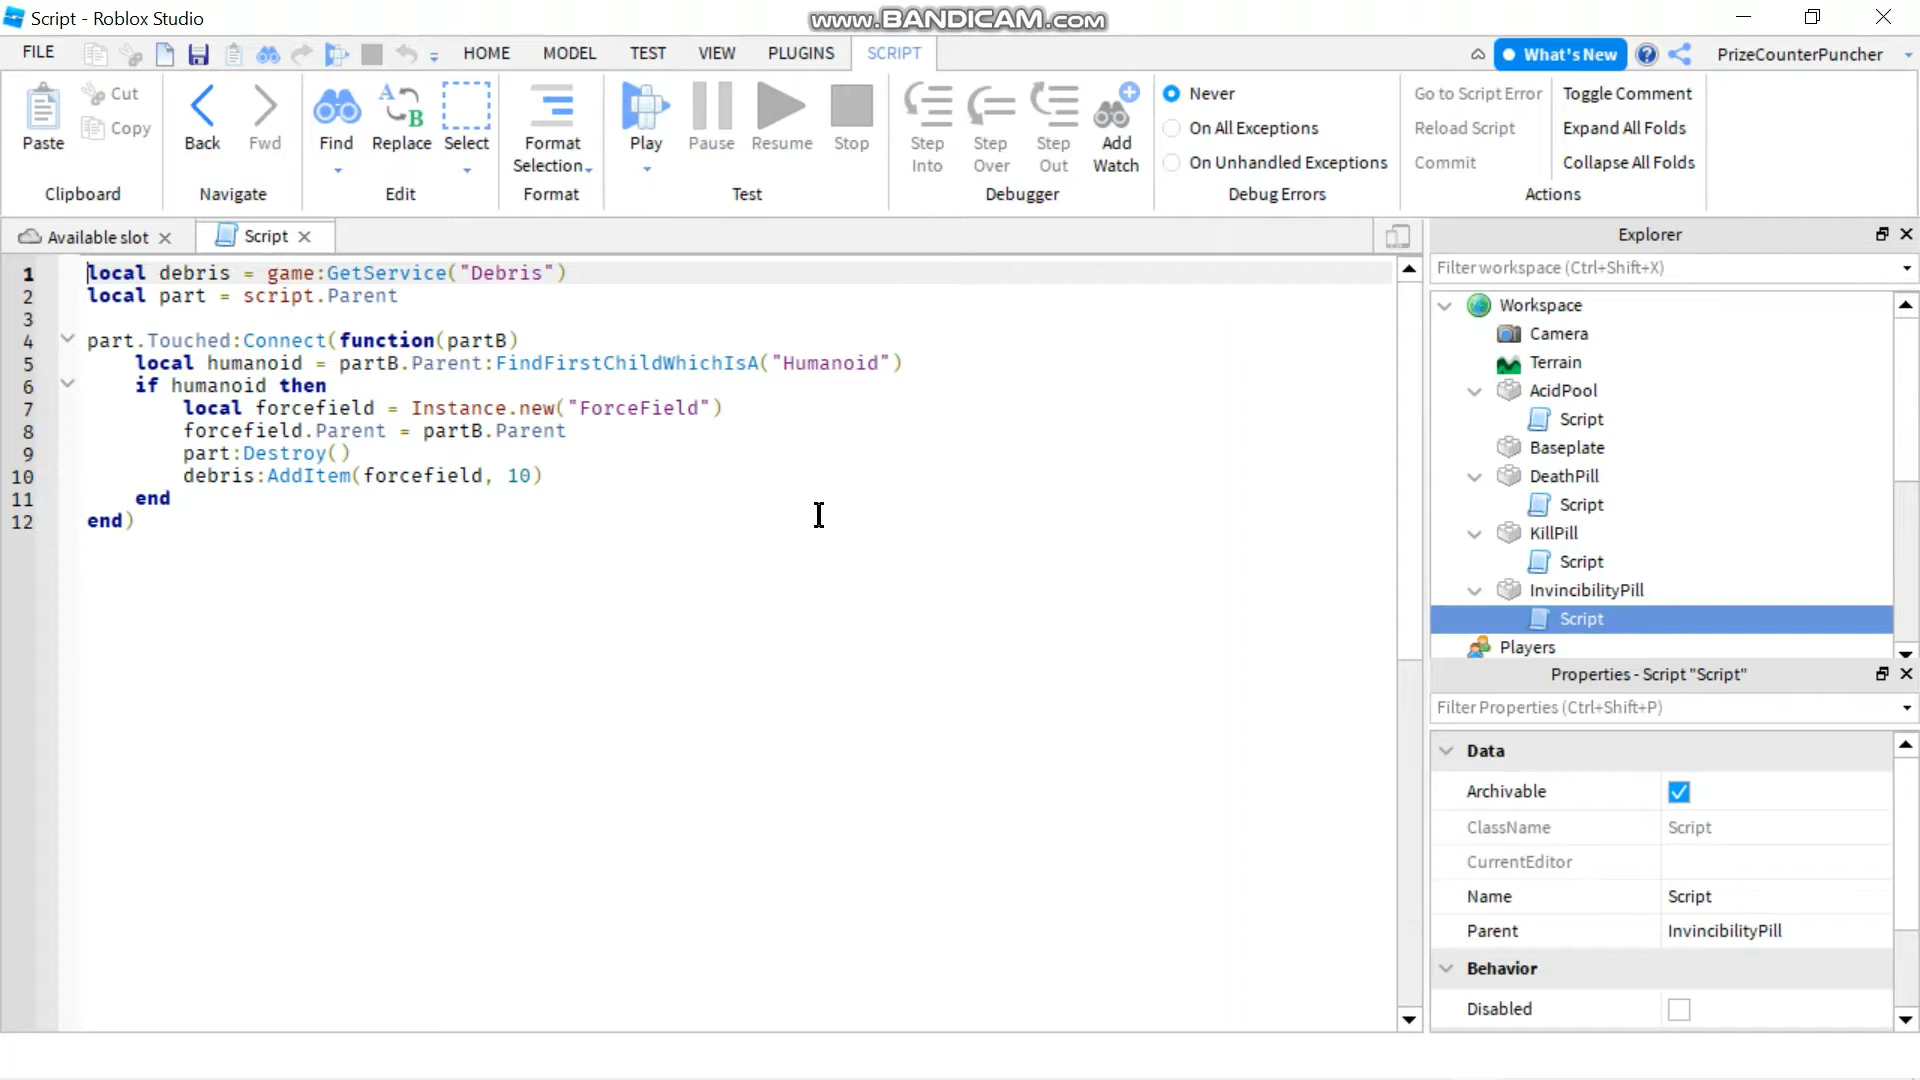 Script - Roblox Studio
www.BANDICAM.com
FILE
HOME
MODEL
TEST
VIEW
PLUGINS
SCRIPT
What's New
PrizeCounterPuncher
Paste
Cut
Copy
Clipboard
Back
Fwd
Navigate
Find
Replace
Select
Edit
Format
Selection
Format
Play
Pause
Resume
Stop
Test
Step
Into
Step
Over
Step
Out
Add
Watch
Debugger
Never
On All Exceptions
On Unhandled Exceptions
Debug Errors
Go to Script Error
Reload Script
Commit
Toggle Comment
Expand All Folds
Collapse All Folds
Actions
Available slot
Script
1 local debris = game:GetService("Debris")
2 local part = script.Parent
3
4 part.Touched:Connect(function(partB)
5 local humanoid = partB.Parent:FindFirstChildWhichIsA("Humanoid")
6 if humanoid then
7 local forcefield = Instance.new("ForceField")
8 forcefield.Parent = partB.Parent
9 part:Destroy()
10 debris:AddItem(forcefield, 10)
11 end
12 end)
Explorer
Filter workspace (Ctrl+Shift+X)
Workspace
Camera
Terrain
AcidPool
Script
Baseplate
DeathPill
Script
KillPill
Script
InvincibilityPill
Script
Players
Properties - Script "Script"
Filter Properties (Ctrl+Shift+P)
Data
Archivable
ClassName Script
CurrentEditor
Name Script
Parent InvincibilityPill
Behavior
Disabled